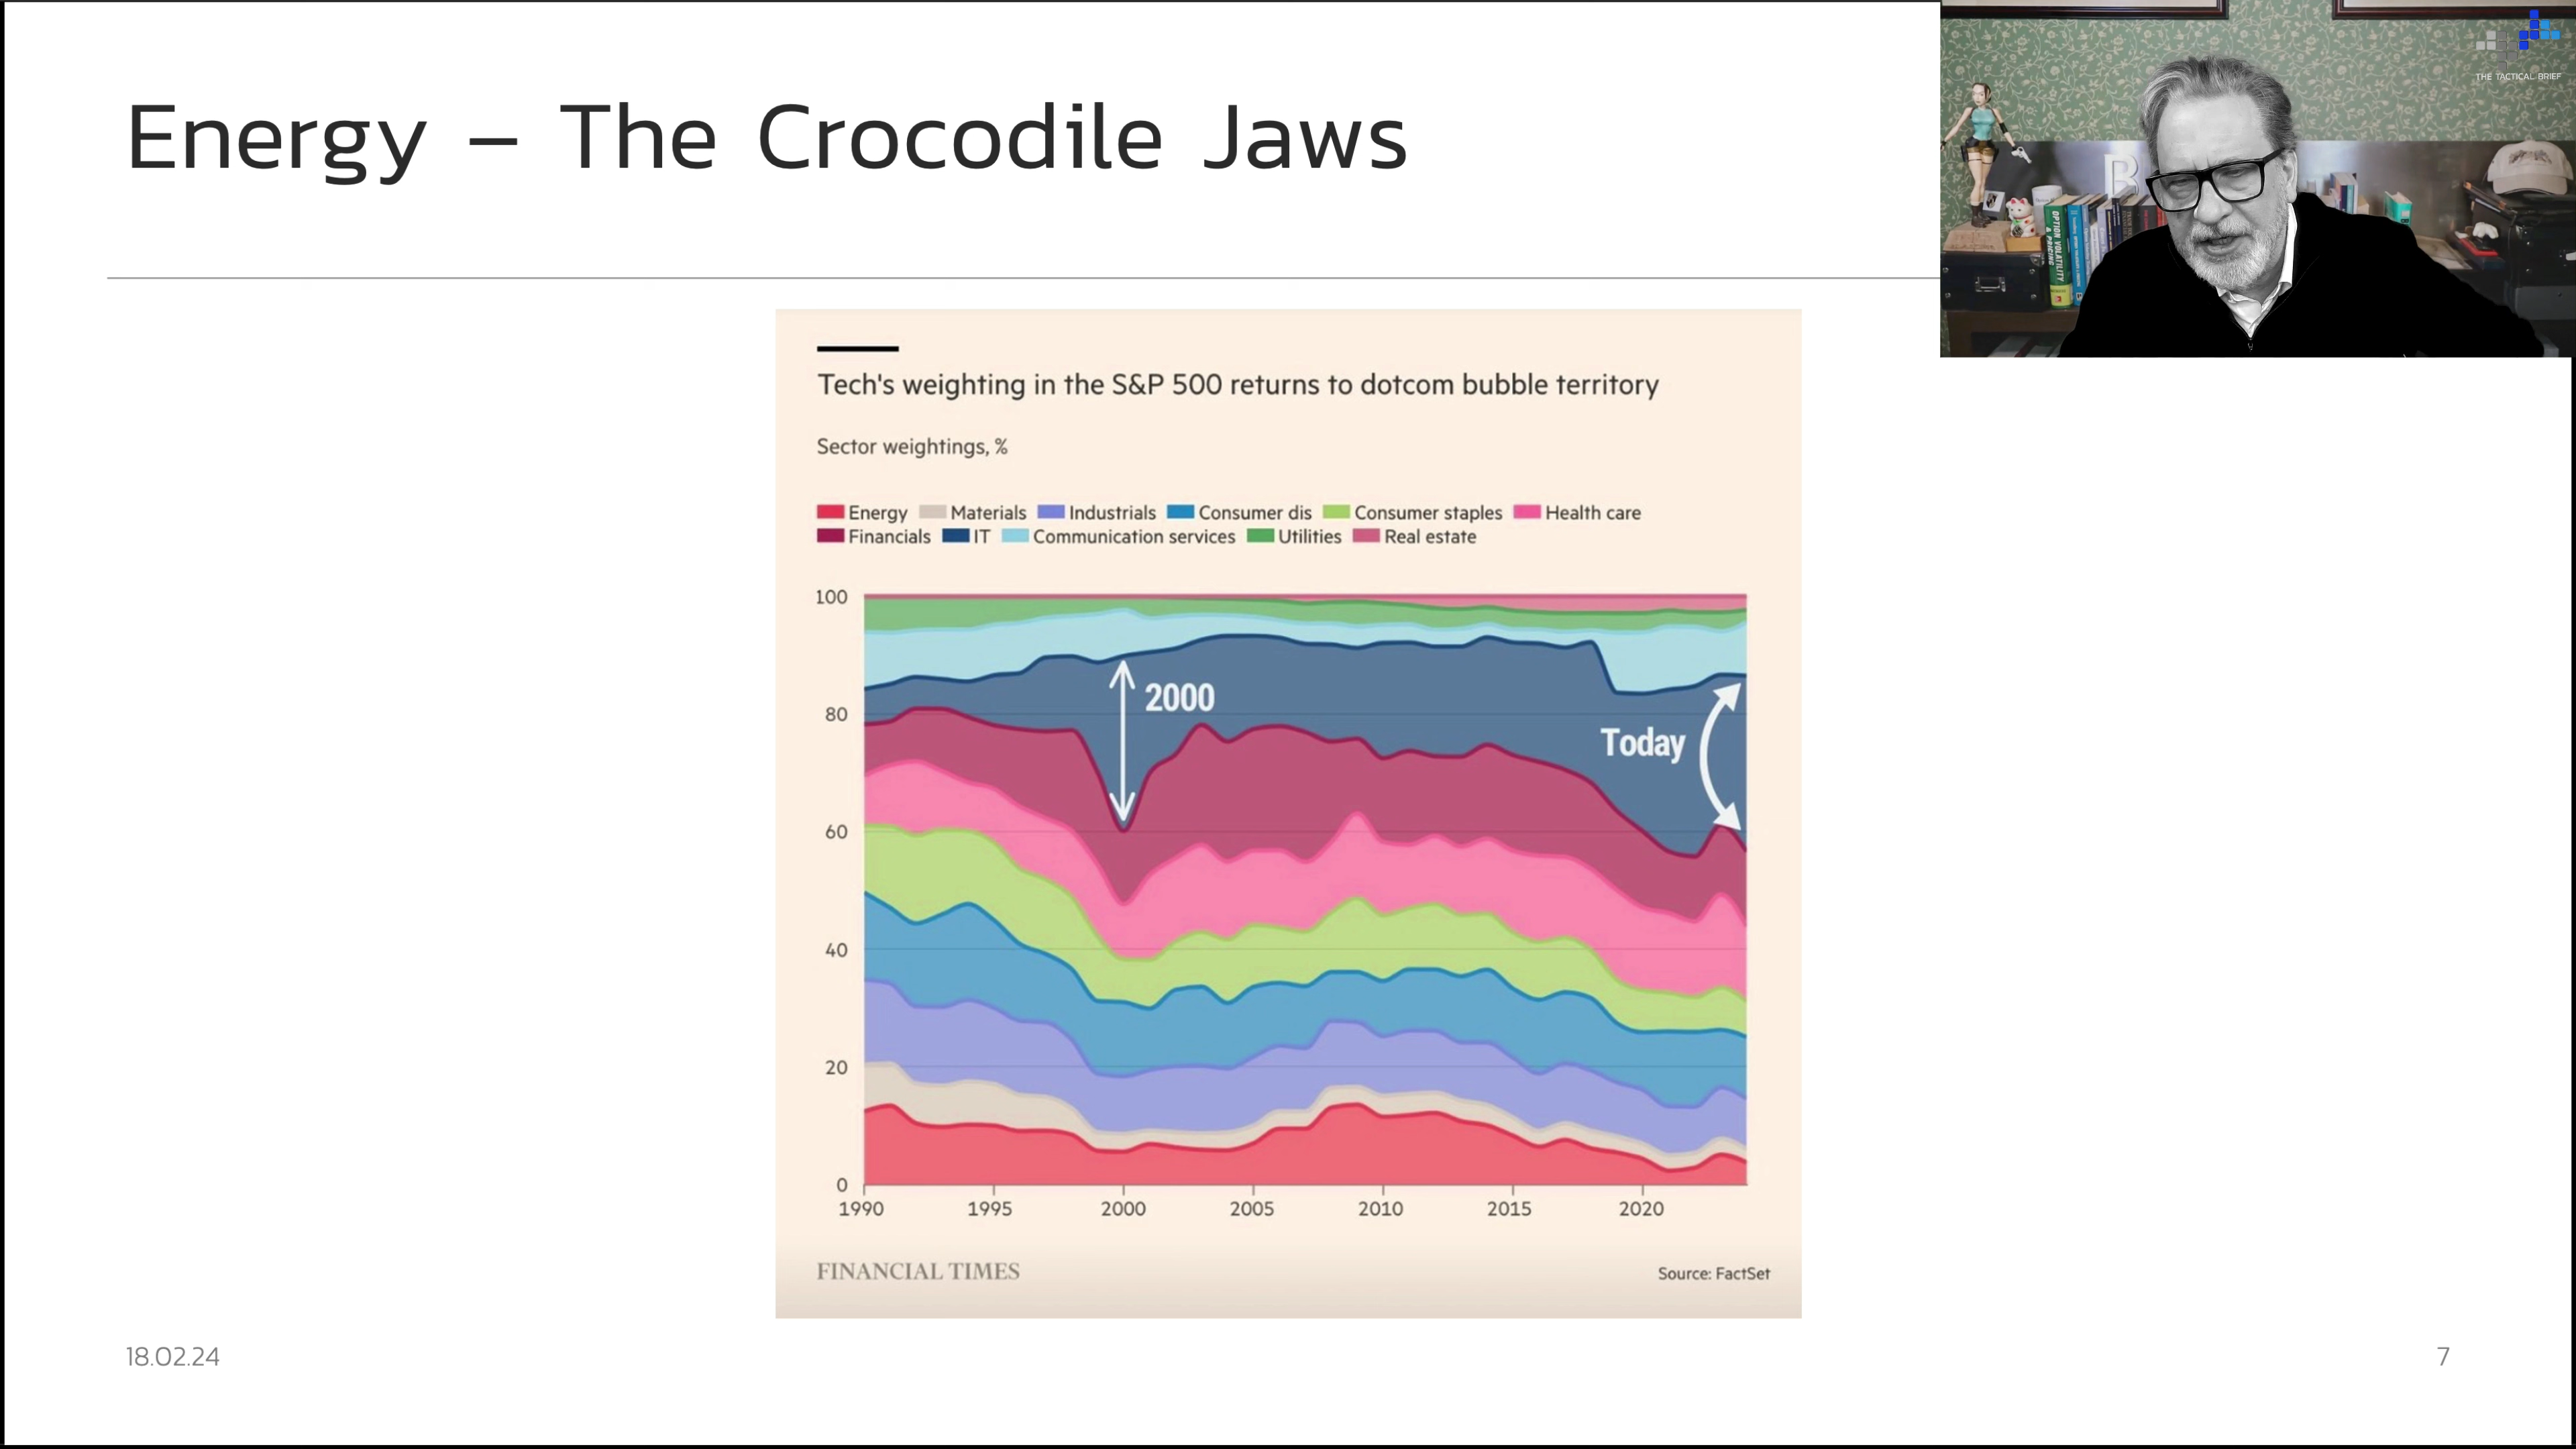 Energy – The Crocodile Jaws
THE TACTICAL BRIEF
B
OPTION VOLATILITY
& PRICING
Tech's weighting in the S&P 500 returns to dotcom bubble territory
Sector weightings, %
Energy Materials Industrials Consumer dis Consumer staples Health care
Financials IT Communication services Utilities Real estate
100
80
60
40
20
0
2000
Today
1990 1995 2000 2005 2010 2015 2020
FINANCIAL TIMES
Source: FactSet
18.02.24
7